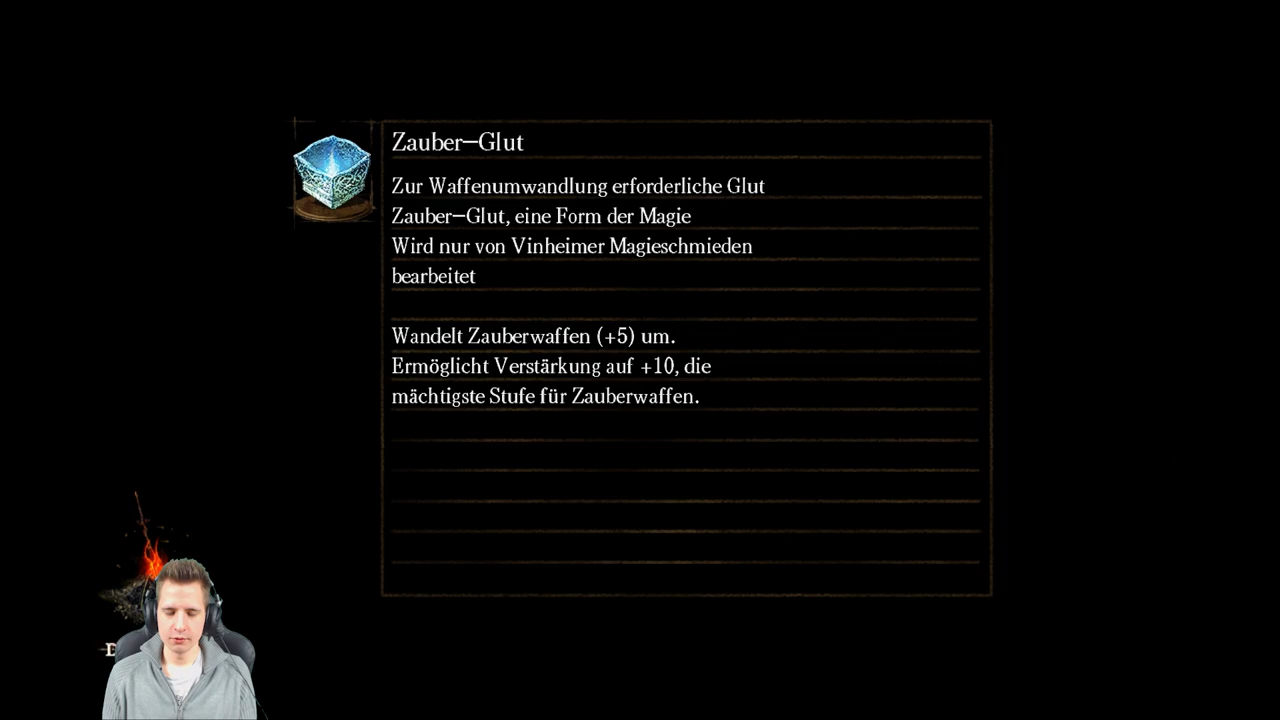 Zauber–Glut
Zur Waffenumwandlung erforderliche Glut
Zauber–Glut, eine Form der Magie
Wird nur von Vinheimer Magieschmieden
bearbeitet
Wandelt Zauberwaffen (+5) um.
Ermöglicht Verstärkung auf +10, die
mächtigste Stufe für Zauberwaffen.